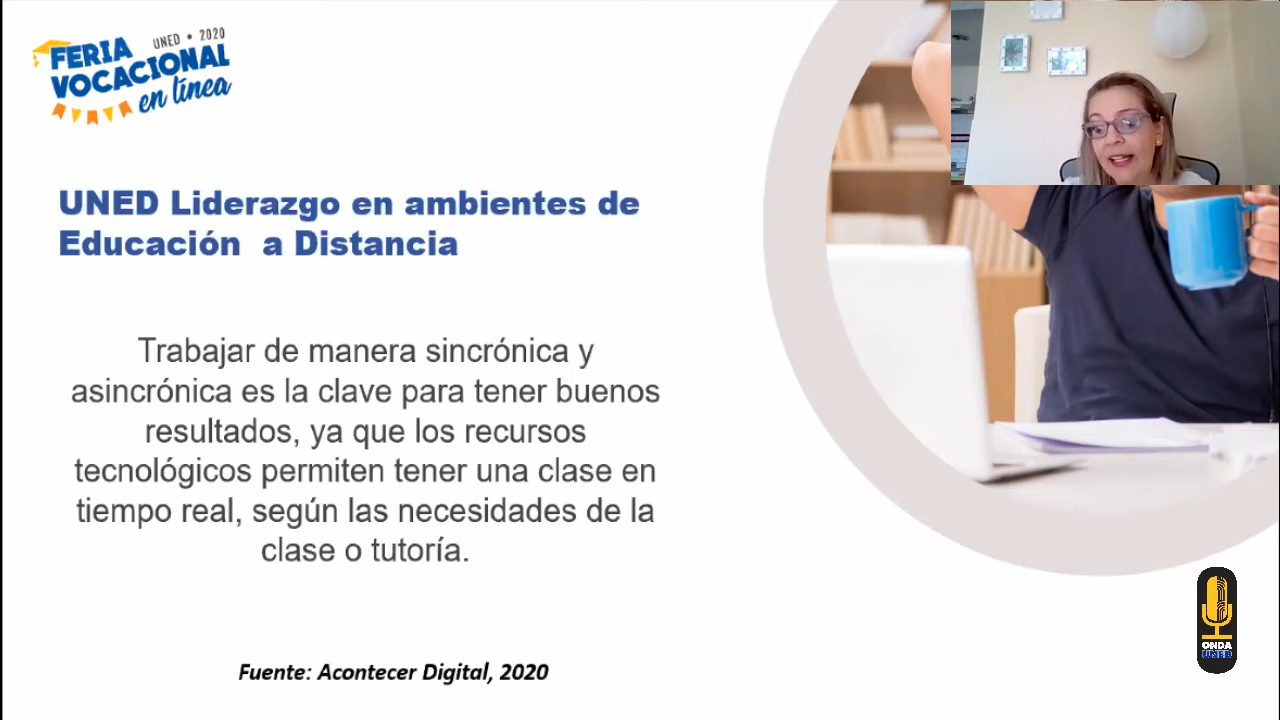 UNED • 2020
FERIA
VOCACIONAL
en línea
UNED Liderazgo en ambientes de
Educación a Distancia
Trabajar de manera sincrónica y
asincrónica es la clave para tener buenos
resultados, ya que los recursos
tecnológicos permiten tener una clase en
tiempo real, según las necesidades de la
clase o tutoría.
Fuente: Acontecer Digital, 2020
ONDA
UNED